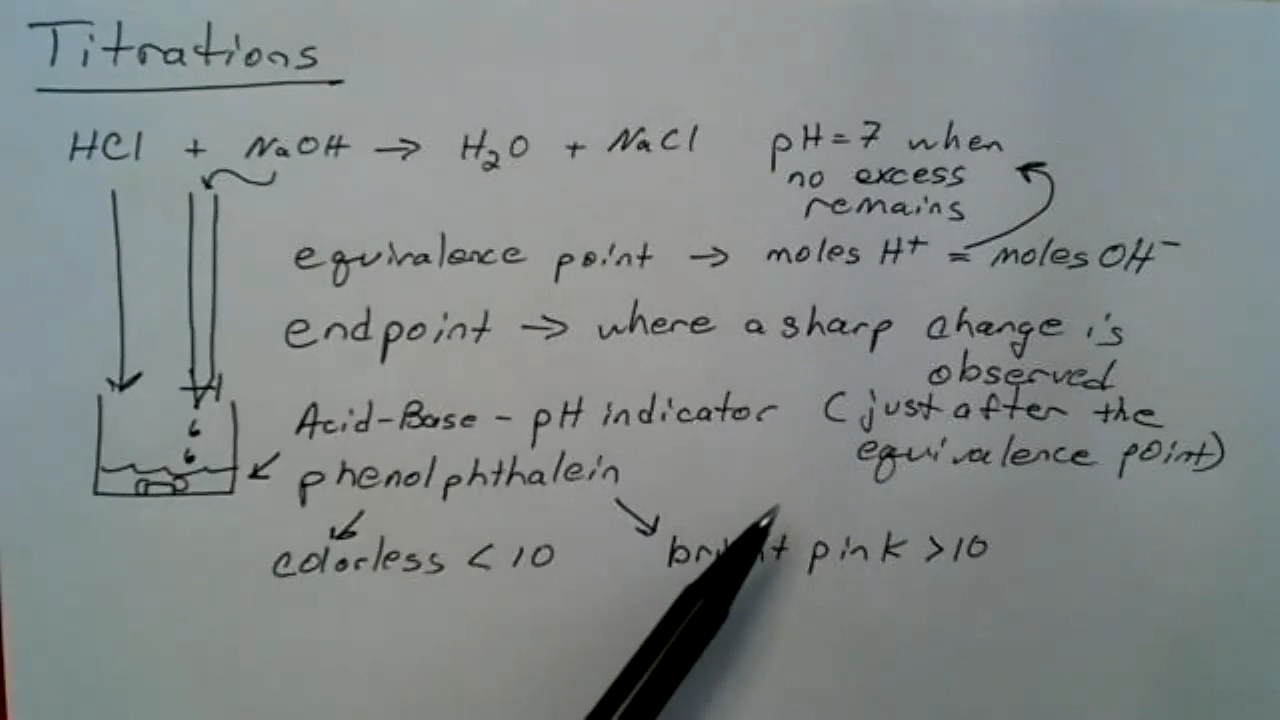 Titrations
HCl + NaOH → H₂O + NaCl pH=7 when
no excess
remains
equivalence point → moles H⁺ = moles OH⁻
endpoint → where a sharp change is
observed
Acid-Base - pH indicator (just after the
equivalence point)
phenolphthalein
colorless < 10 pink > 10